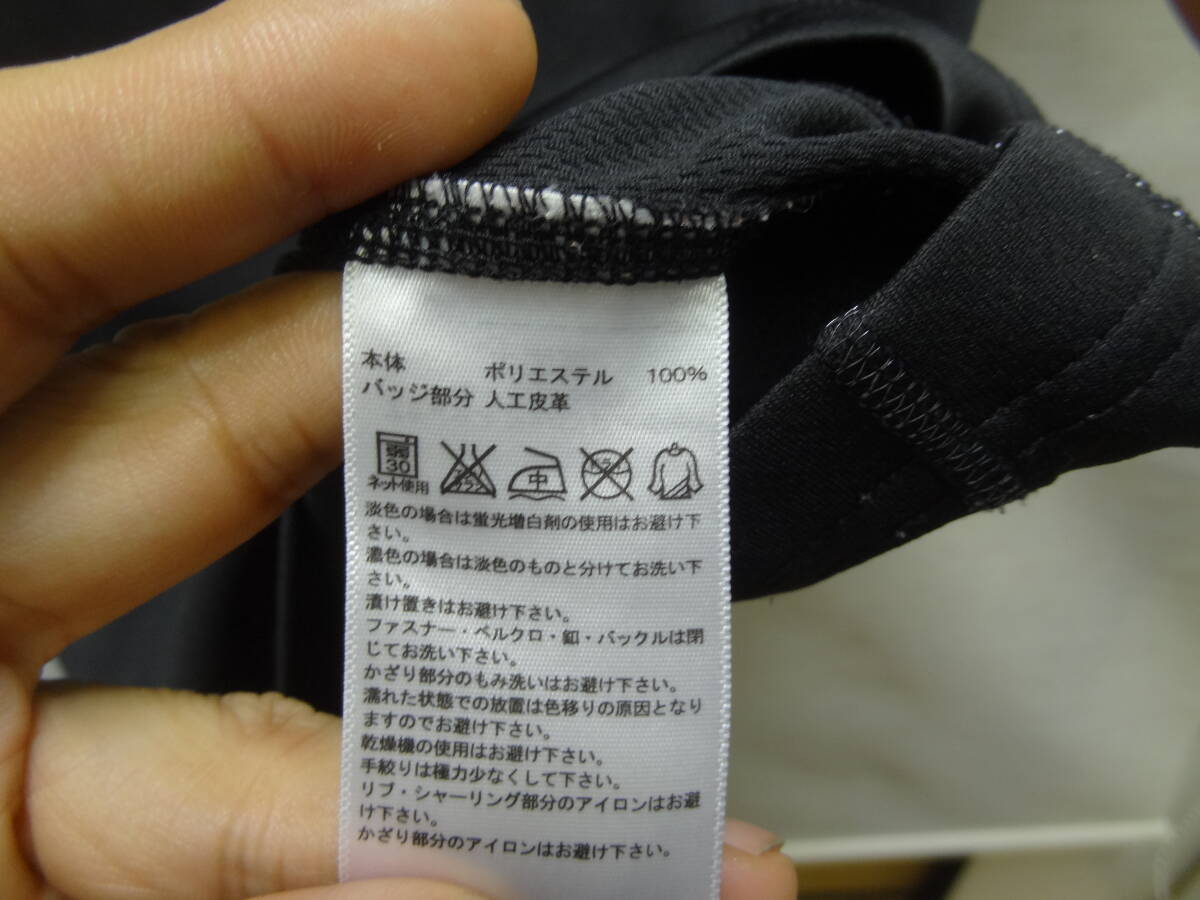 本体 ポリエステル 100%
バッジ部分 人工皮革
弱
30
ネット使用
中
淡色の場合は蛍光増白剤の使用はお避け下
さい。
濃色の場合は淡色のものと分けてお洗い下
さい。
漬け置きはお避け下さい。
ファスナー・ベルクロ・釦・バックルは閉
じてお洗い下さい。
かざり部分のもみ洗いはお避け下さい。
濡れた状態での放置は色移りの原因となり
ますのでお避け下さい。
乾燥機の使用はお避け下さい。
手絞りは極力少なくして下さい。
リブ・シャーリング部分のアイロンはお避
け下さい。
かざり部分のアイロンはお避け下さい。